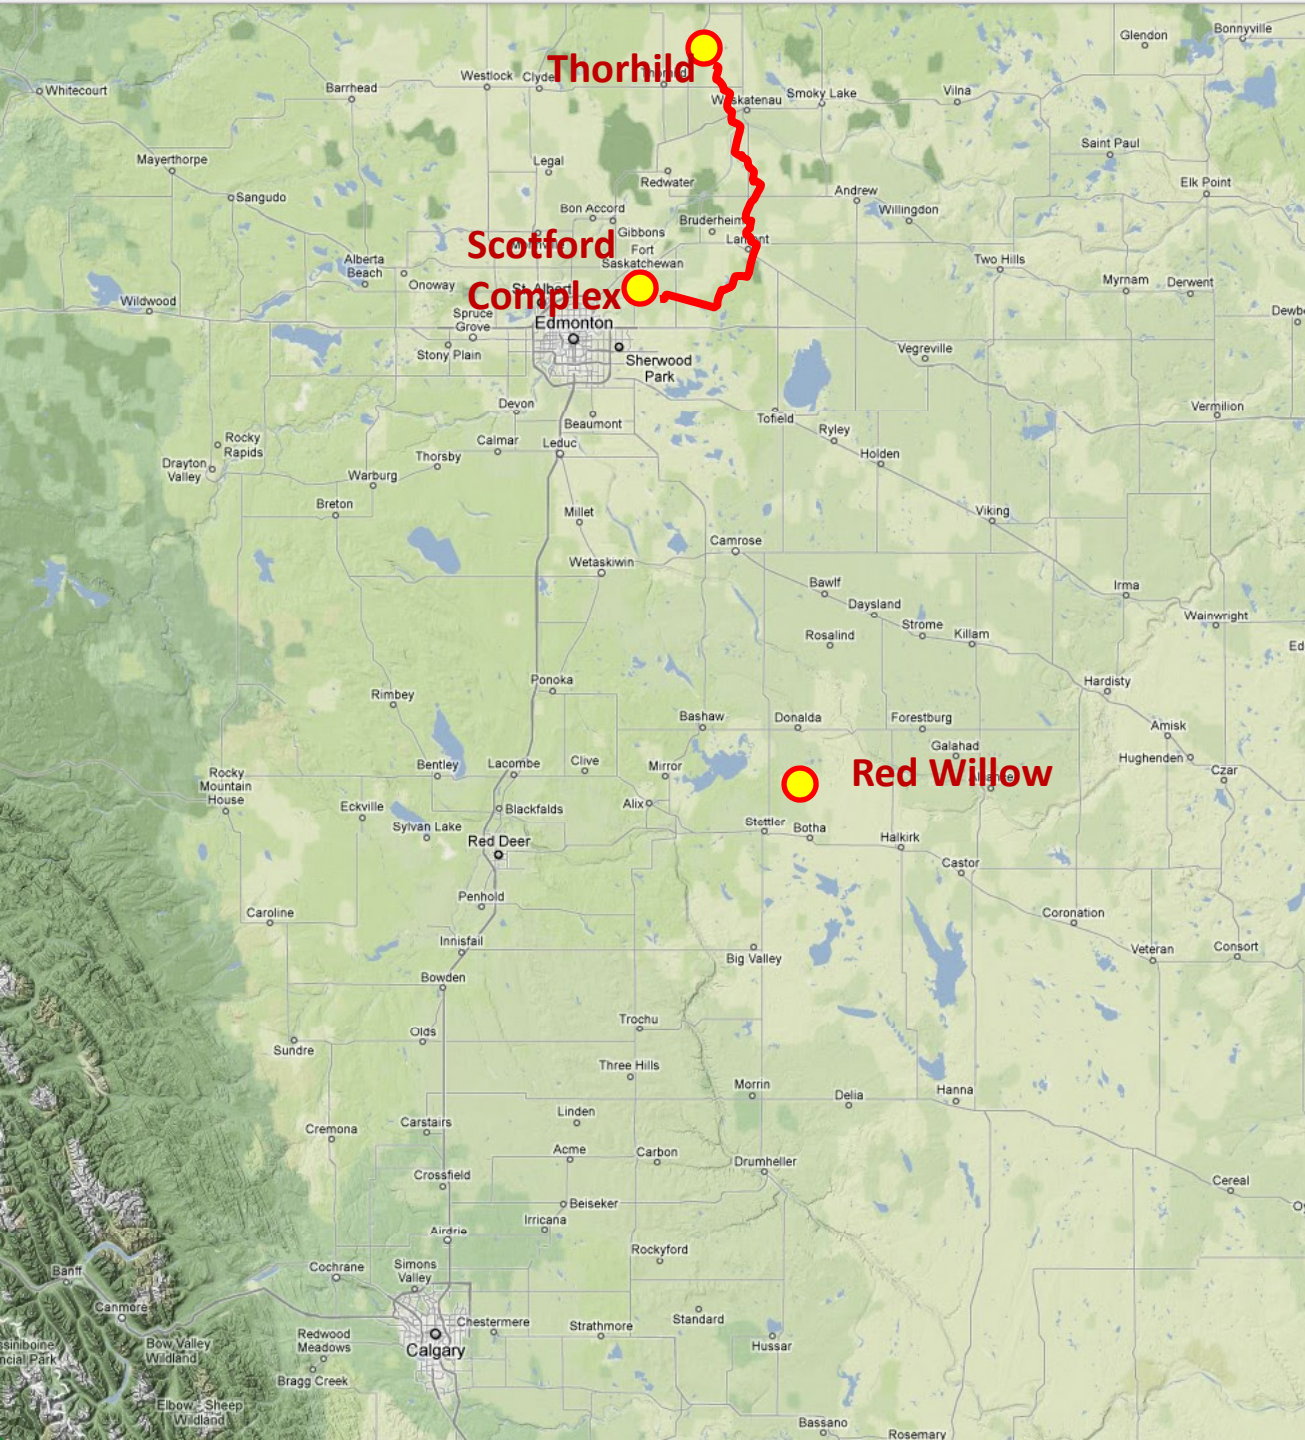 Glendon
Bonnyville
Thorhild
Westlock
Clyde
Whitecourt
Barrhead
Waskatenau
Smoky Lake
Vilna
Mayerthorpe
Legal
Saint Paul
Redwater
Elk Point
Sangudo
Andrew
Bon Accord
Willingdon
Gibbons
Bruderheim
Lamont
Scotford
Complex
Fort
Saskatchewan
Alberta
Beach
Onoway
St. Albert
Two Hills
Myrnam
Derwent
Wildwood
Spruce
Grove
Edmonton
Dewb
Stony Plain
Sherwood
Park
Vegreville
Devon
Beaumont
Tofield
Vermilion
Ryley
Rocky
Rapids
Calmar
Leduc
Holden
Thorsby
Drayton
Valley
Warburg
Breton
Millet
Viking
Camrose
Wetaskiwin
Bawlf
Irma
Daysland
Wainwright
Strome
Killam
Rosalind
Ed
Ponoka
Hardisty
Rimbey
Bashaw
Donalda
Forestburg
Amisk
Galahad
Hughenden
Bentley
Lacombe
Clive
Mirror
Red Willow
Czar
Rocky
Mountain
House
Eckville
Blackfalds
Alix
Sylvan Lake
Stettler
Botha
Red Deer
Halkirk
Castor
Penhold
Caroline
Coronation
Innisfail
Big Valley
Veteran
Consort
Bowden
Trochu
Olds
Sundre
Three Hills
Morrin
Delia
Hanna
Linden
Cremona
Carstairs
Acme
Carbon
Drumheller
Crossfield
Cereal
Beiseker
Irricana
Airdrie
Rockyford
Banff
Cochrane
Simons
Valley
Canmore
Chestermere
Strathmore
Standard
Redwood
Meadows
Bow Valley
Wildland
ssiniboine
ncial Park
Calgary
Hussar
Bragg Creek
Elbow - Sheep
Wildland
Bassano
Rosemary